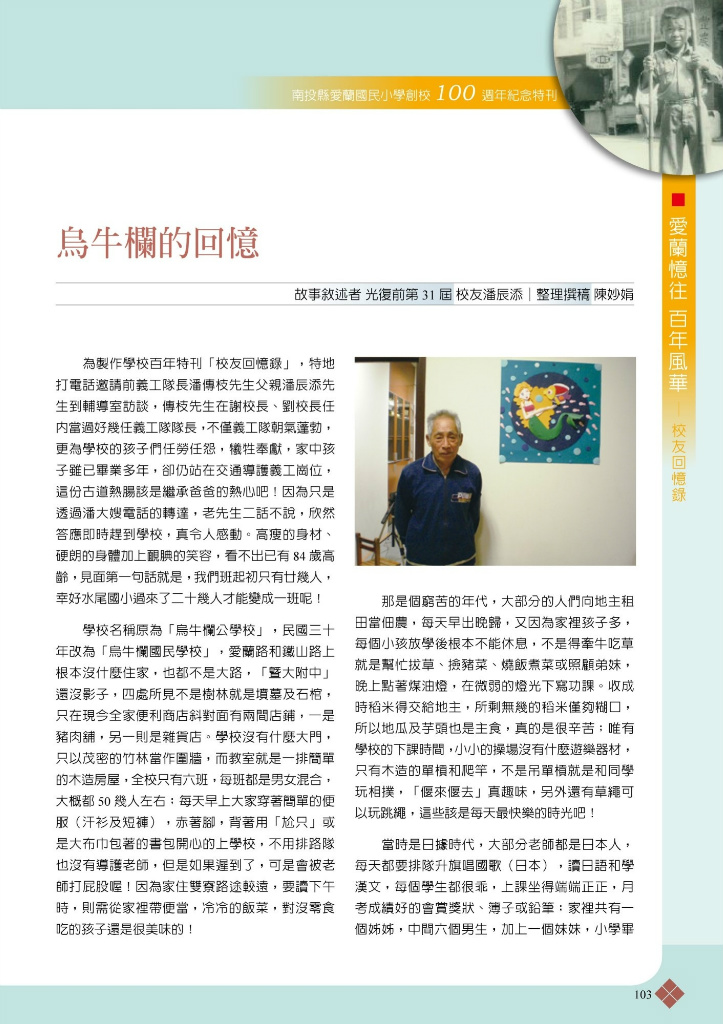 南投縣愛蘭國民小學創校 100 週年紀念特刊
■ 愛蘭憶往 百年風華 — 校友回憶錄
烏牛欄的回憶
故事敘述者 光復前第 31 屆 校友潘辰添│整理撰稿 陳妙娟
為製作學校百年特刊「校友回憶錄」，特地
打電話邀請前義工隊長潘傳枝先生父親潘辰添先
生到輔導室訪談，傳枝先生在謝校長、劉校長任
內當過好幾任義工隊隊長，不僅義工隊朝氣蓬勃，
更為學校的孩子們任勞任怨，犧牲奉獻，家中孩
子雖已畢業多年，卻仍站在交通導護義工崗位，
這份古道熱腸該是繼承爸爸的熱心吧！因為只是
透過潘大嫂電話的轉達，老先生二話不說，欣然
答應即時趕到學校，真令人感動。高瘦的身材、
硬朗的身體加上靦腆的笑容，看不出已有 84 歲高
齡，見面第一句話就是，我們班起初只有廿幾人，
幸好水尾國小過來了二十幾人才能變成一班呢！
學校名稱原為「烏牛欄公學校」，民國三十
年改為「烏牛欄國民學校」，愛蘭路和鐵山路上
根本沒什麼住家，也都不是大路，「暨大附中」
還沒影子，四處所見不是樹林就是墳墓及石棺，
只在現今全家便利商店斜對面有兩間店鋪，一是
豬肉舖，另一則是雜貨店。學校沒有什麼大門，
只以茂密的竹林當作圍牆，而教室就是一排簡單
的木造房屋，全校只有六班，每班都是男女混合，
大概都 50 幾人左右；每天早上大家穿著簡單的便
服（汗衫及短褲），赤著腳，背著用「尬只」或
是大布巾包著的書包開心的上學校，不用排路隊
也沒有導護老師，但是如果遲到了，可是會被老
師打屁股喔！因為家住雙寮路途較遠，要讀下午
時，則需從家裡帶便當，冷冷的飯菜，對沒零食
吃的孩子還是很美味的！
那是個窮苦的年代，大部分的人們向地主租
田當佃農，每天早出晚歸，又因為家裡孩子多，
每個小孩放學後根本不能休息，不是得牽牛吃草
就是幫忙拔草、撿豬菜、燒飯煮菜或照顧弟妹，
晚上點著煤油燈，在微弱的燈光下寫功課。收成
時稻米得交給地主，所剩無幾的稻米僅夠糊口，
所以地瓜及芋頭也是主食，真的是很辛苦；唯有
學校的下課時間，小小的操場沒有什麼遊樂器材，
只有木造的單槓和爬竿，不是吊單槓就是和同學
玩相撲，「偃來偃去」真趣味，另外還有草繩可
以玩跳繩，這些該是每天最快樂的時光吧！
當時是日據時代，大部分老師都是日本人，
每天都要排隊升旗唱國歌（日本），讀日語和學
漢文，每個學生都很乖，上課坐得端端正正，月
考成績好的會賞獎狀、簿子或鉛筆；家裡共有一
個姊姊，中間六個男生，加上一個妹妹，小學畢
103